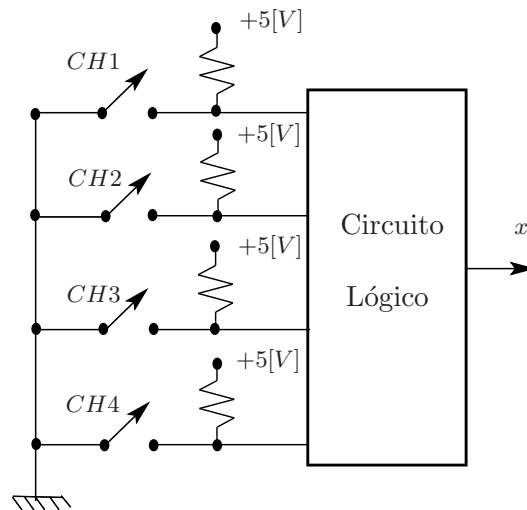 +5[V]
CH1
+5[V]
CH2
Circuito
x
+5[V]
CH3
Lógico
+5[V]
CH4